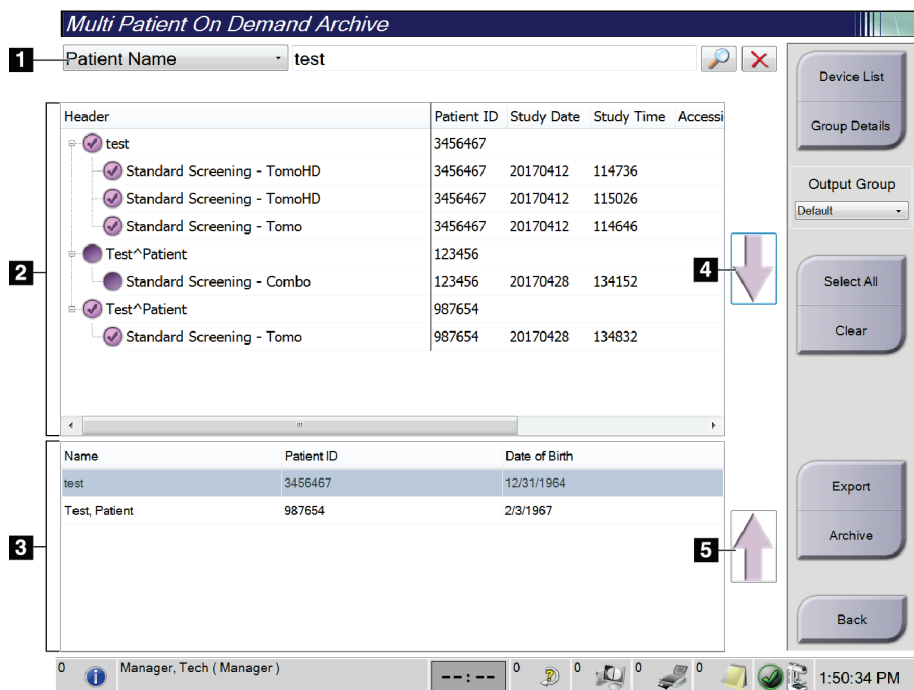 Multi Patient On Demand Archive
1 Patient Name test
Device List
Group Details
Output Group
Default
Select All
Clear
Export
Archive
Back
2
Header Patient ID Study Date Study Time Accessi
test 3456467
Standard Screening - TomoHD 3456467 20170412 114736
Standard Screening - TomoHD 3456467 20170412 115026
Standard Screening - Tomo 3456467 20170412 114646
Test^Patient 123456
Standard Screening - Combo 123456 20170428 134152
Test^Patient 987654
Standard Screening - Tomo 987654 20170428 134832
4
3
Name Patient ID Date of Birth
test 3456467 12/31/1964
Test, Patient 987654 2/3/1967
5
0 Manager, Tech ( Manager ) --:-- 0 0 0 0 1:50:34 PM